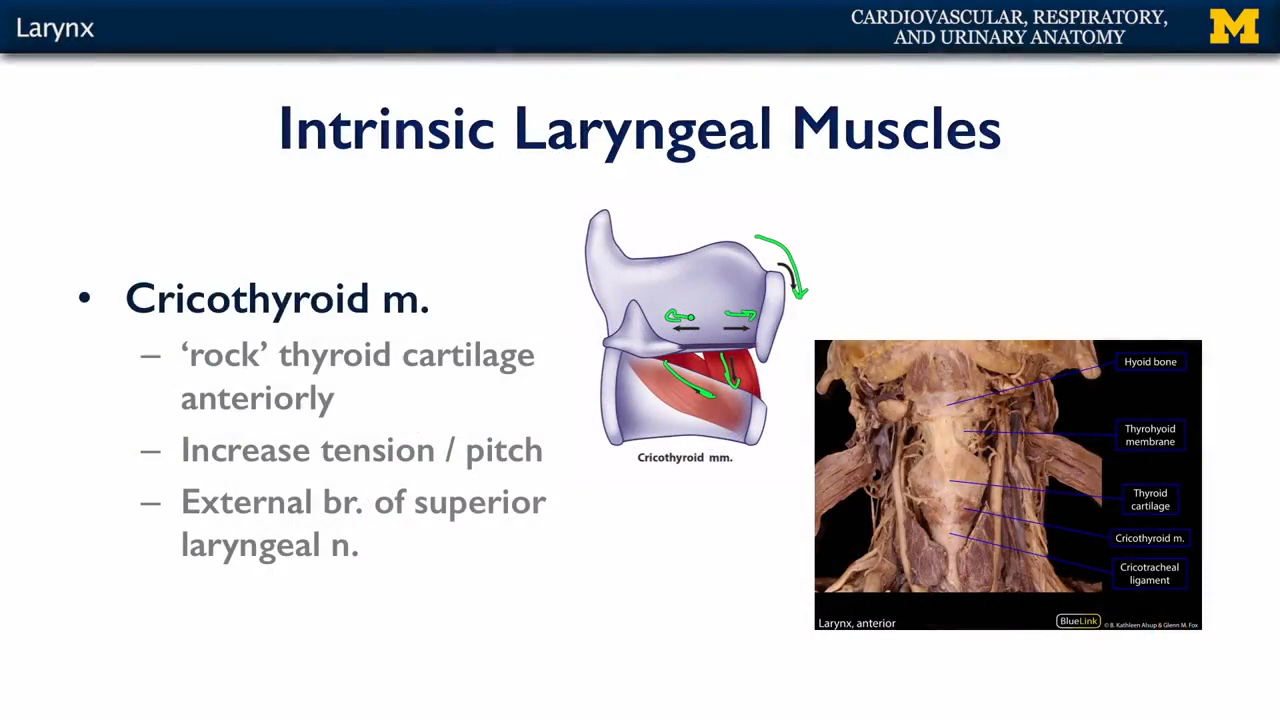 Larynx
CARDIOVASCULAR, RESPIRATORY,
AND URINARY ANATOMY
M
Intrinsic Laryngeal Muscles
• Cricothyroid m.
– ‘rock’ thyroid cartilage
anteriorly
– Increase tension / pitch
– External br. of superior
laryngeal n.
Cricothyroid mm.
Hyoid bone
Thyrohyoid
membrane
Thyroid
cartilage
Cricothyroid m.
Cricotracheal
ligament
Larynx, anterior
BlueLink
© B. Kathleen Alsup & Glenn M. Fox